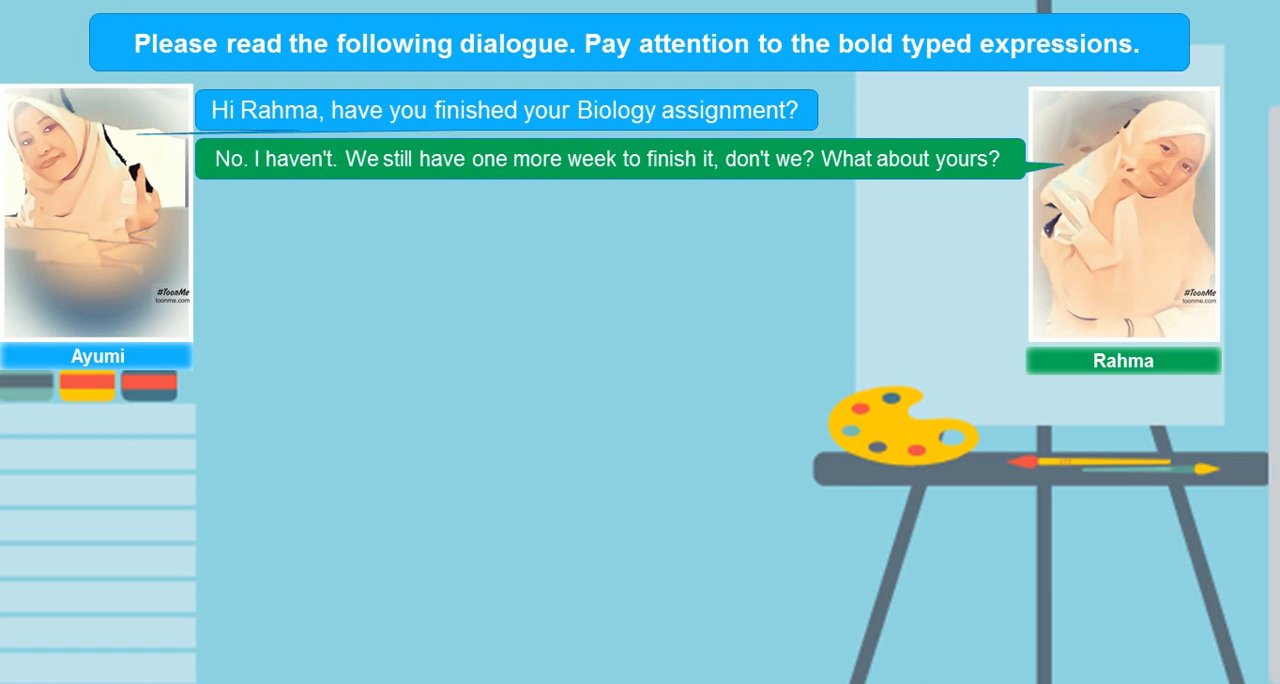 Please read the following dialogue. Pay attention to the bold typed expressions.
Hi Rahma, have you finished your Biology assignment?
No. I haven't. We still have one more week to finish it, don't we? What about yours?
#ToonMe
toonme.com
Ayumi
#ToonMe
toonme.com
Rahma